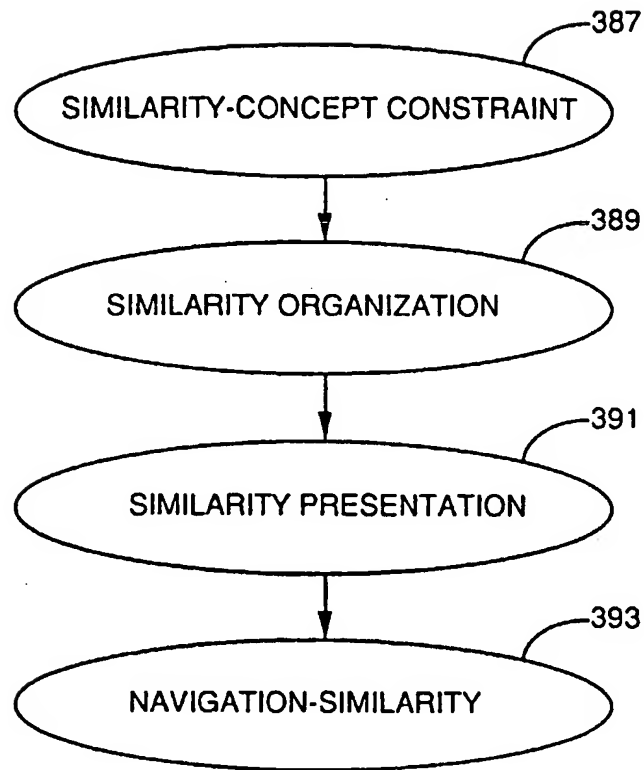 387
SIMILARITY-CONCEPT CONSTRAINT
389
SIMILARITY ORGANIZATION
391
SIMILARITY PRESENTATION
393
NAVIGATION-SIMILARITY